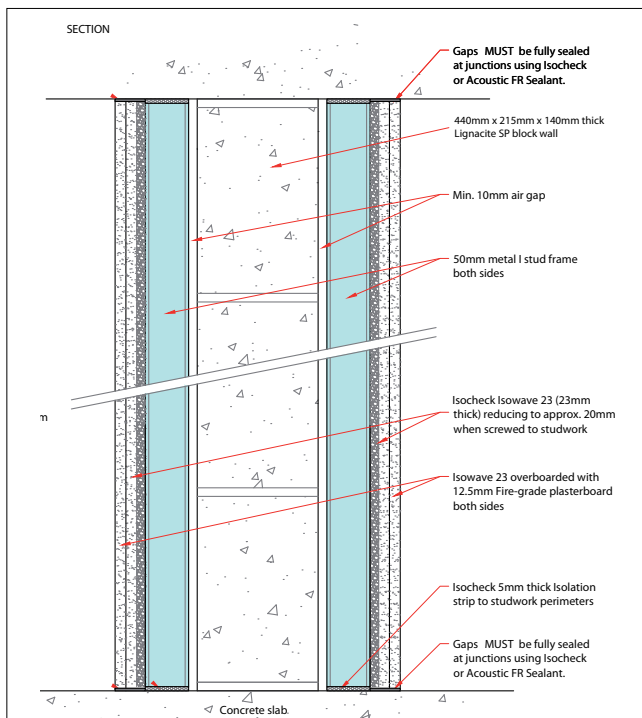 SECTION
Gaps MUST be fully sealed
at junctions using Isocheck
or Acoustic FR Sealant.
440mm x 215mm x 140mm thick
Lignacite SP block wall
Min. 10mm air gap
50mm metal I stud frame
both sides
m
Isocheck Isowave 23 (23mm
thick) reducing to approx. 20mm
when screwed to studwork
Isowave 23 overboarded with
12.5mm Fire-grade plasterboard
both sides
Isocheck 5mm thick Isolation
strip to studwork perimeters
Gaps MUST be fully sealed
at junctions using Isocheck
or Acoustic FR Sealant.
Concrete slab